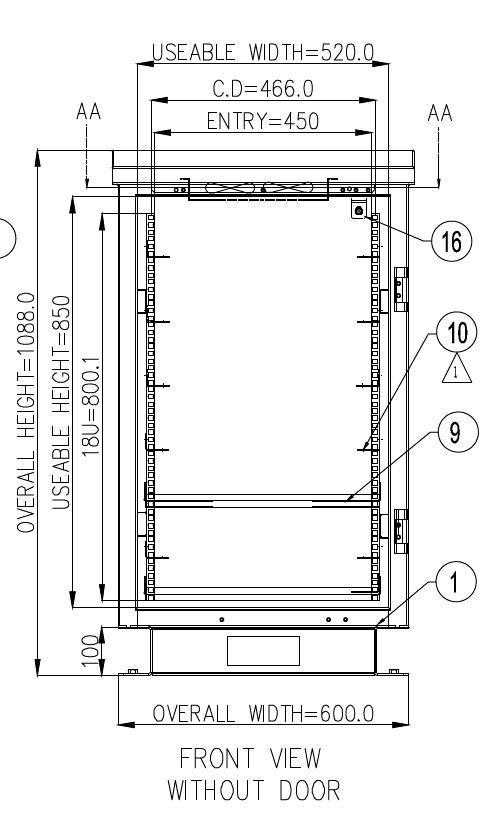 USEABLE WIDTH=520.0
C.D=466.0
ENTRY=450
AA
AA
16
10
1
9
1
OVERALL HEIGHT=1088.0
USEABLE HEIGHT=850
18U=800.1
100
OVERALL WIDTH=600.0
FRONT VIEW
WITHOUT DOOR